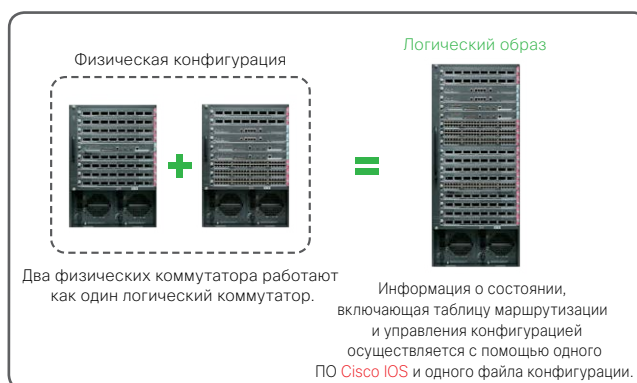 Физическая конфигурация
Логический образ
+
=
Два физических коммутатора работают
как один логический коммутатор.
Информация о состоянии,
включающая таблицу маршрутизации
и управления конфигурацией
осуществляется с помощью одного
ПО Cisco IOS и одного файла конфигурации.